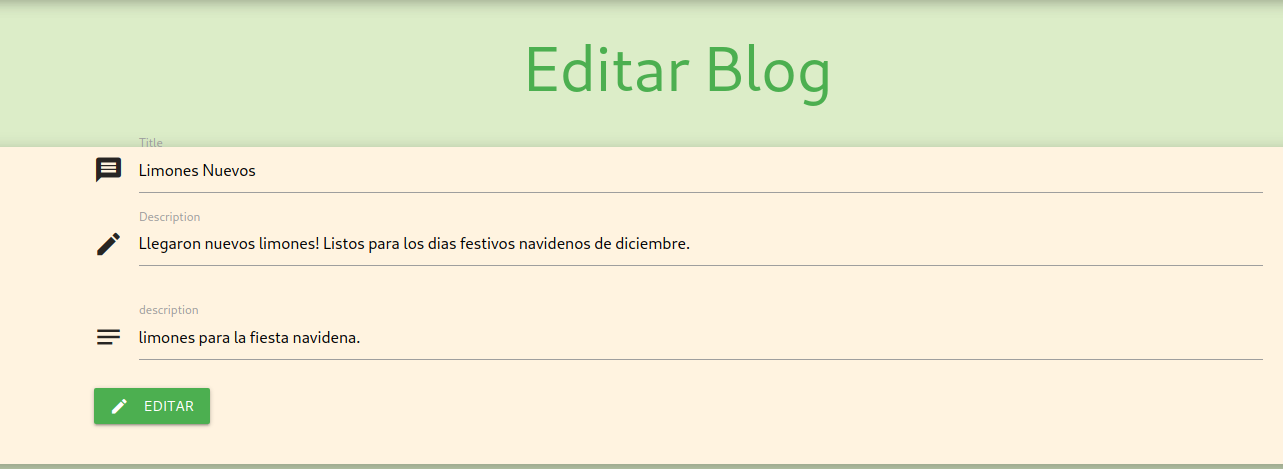 Editar Blog
Title
Limones Nuevos
Description
Llegaron nuevos limones! Listos para los dias festivos navidenos de diciembre.
description
limones para la fiesta navidena.
EDITAR